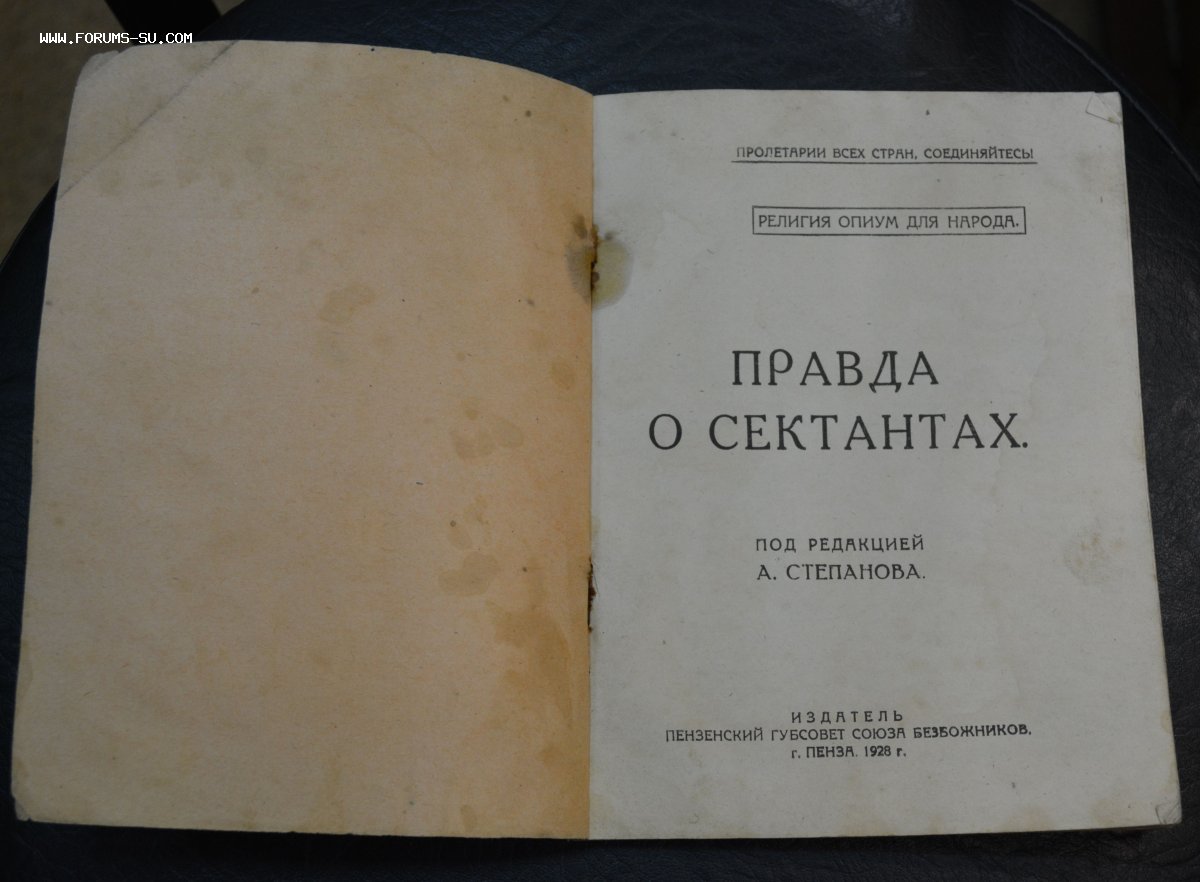 WWW.FORUMS-SU.COM
ПРОЛЕТАРИИ ВСЕХ СТРАН, СОЕДИНЯЙТЕСЬ!
РЕЛИГИЯ ОПИУМ ДЛЯ НАРОДА.
ПРАВДА
О СЕКТАНТАХ.
ПОД РЕДАКЦИЕЙ
А. СТЕПАНОВА.
ИЗДАТЕЛЬ
ПЕНЗЕНСКИЙ ГУБСОВЕТ СОЮЗА БЕЗБОЖНИКОВ.
г. ПЕНЗА. 1928 г.